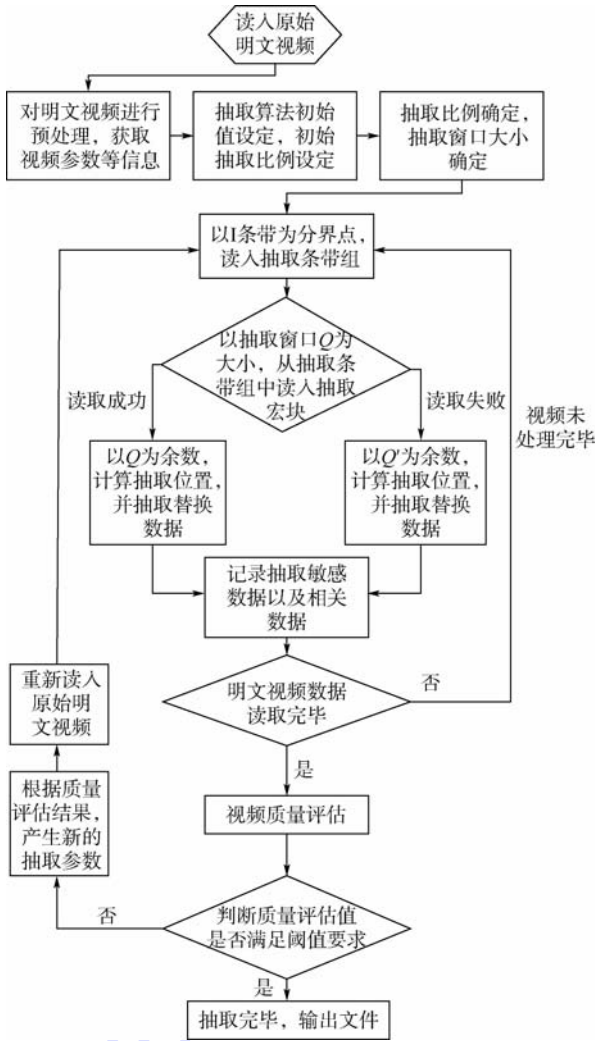 读入原始
明文视频
对明文视频进行
预处理，获取
视频参数等信息
抽取算法初始
值设定，初始
抽取比例设定
抽取比例确定，
抽取窗口大小
确定
以I条带为分界点，
读入抽取条带组
以抽取窗口Q为
大小，从抽取条
带组中读入抽取
宏块
读取成功
读取失败
视频未
处理完毕
以Q为余数，
计算抽取位置，
并抽取替换
数据
以Q'为余数，
计算抽取位置，
并抽取替换
数据
记录抽取敏感
数据以及相关
数据
明文视频数据
读取完毕
否
是
重新读入
原始明
文视频
根据质量
评估结果，
产生新的
抽取参数
视频质量评估
判断质量评估值
是否满足阈值要求
否
是
抽取完毕，输出文件